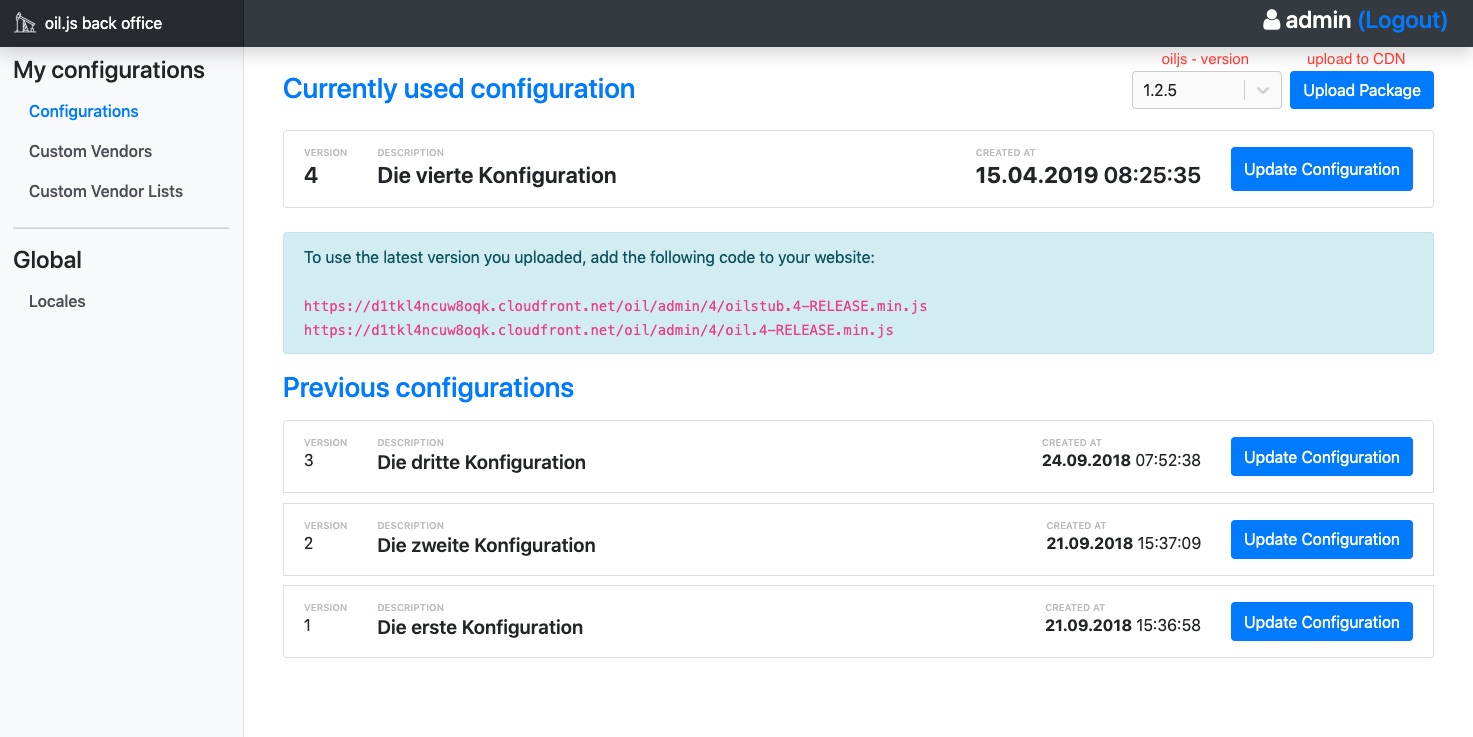 oil.js back office
admin (Logout)
My configurations
Configurations
Custom Vendors
Custom Vendor Lists
Global
Locales
oiljs - version
upload to CDN
Currently used configuration
1.2.5
Upload Package
VERSION
DESCRIPTION
CREATED AT
4
Die vierte Konfiguration
15.04.2019 08:25:35
Update Configuration
To use the latest version you uploaded, add the following code to your website:
https://d1tkl4ncuw8oqk.cloudfront.net/oil/admin/4/oilstub.4-RELEASE.min.js
https://d1tkl4ncuw8oqk.cloudfront.net/oil/admin/4/oil.4-RELEASE.min.js
Previous configurations
VERSION
DESCRIPTION
CREATED AT
3
Die dritte Konfiguration
24.09.2018 07:52:38
Update Configuration
VERSION
DESCRIPTION
CREATED AT
2
Die zweite Konfiguration
21.09.2018 15:37:09
Update Configuration
VERSION
DESCRIPTION
CREATED AT
1
Die erste Konfiguration
21.09.2018 15:36:58
Update Configuration